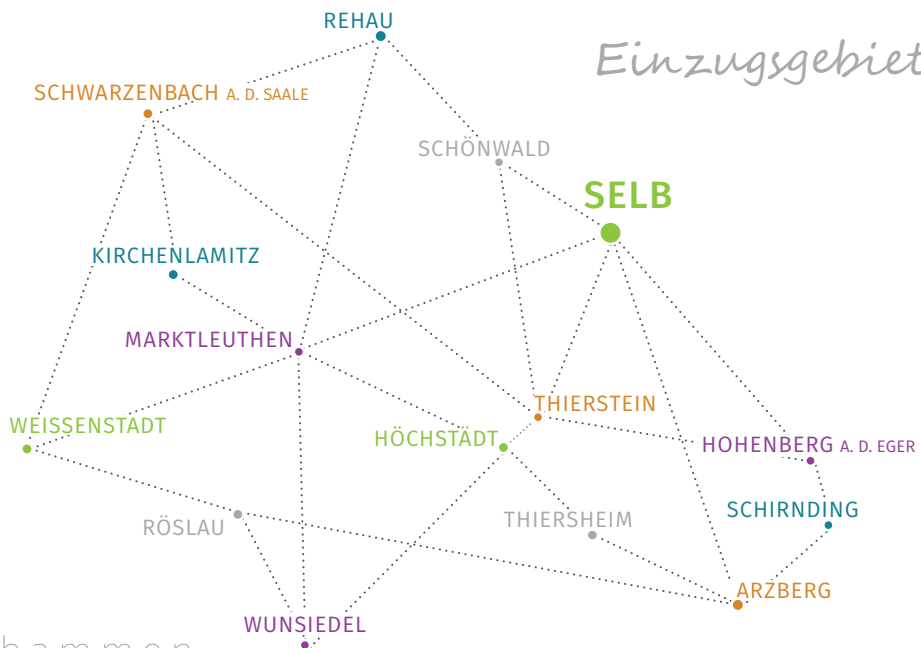 REHAU
Einzugsgebiet
SCHWARZENBACH A. D. SAALE
SCHÖNWALD
SELB
KIRCHENLAMITZ
MARKTLEUTHEN
THIERSTEIN
WEISSENSTADT
HÖCHSTÄDT
HOHENBERG A. D. EGER
SCHIRNDING
THIERSHEIM
RÖSLAU
ARZBERG
WUNSIEDEL